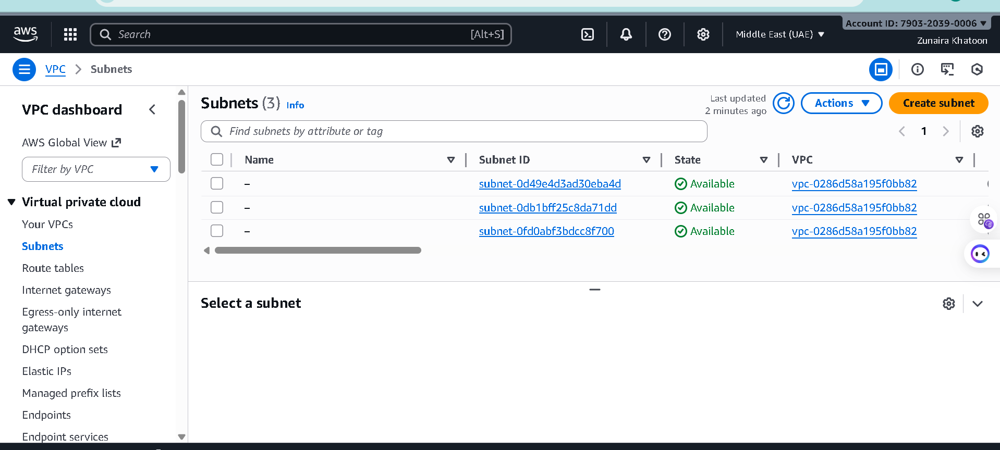 aws
Search
[Alt+S]
Middle East (UAE)
Account ID: 7903-2039-0006
Zunaira Khatoon
VPC
Subnets
VPC dashboard
AWS Global View
Filter by VPC
Virtual private cloud
Your VPCs
Subnets
Route tables
Internet gateways
Egress-only internet
gateways
DHCP option sets
Elastic IPs
Managed prefix lists
Endpoints
Endpoint services
Subnets (3) Info
Last updated
2 minutes ago
Actions
Create subnet
Find subnets by attribute or tag
1
Name Subnet ID State VPC
– subnet-0d49e4d3ad30eba4d Available vpc-0286d58a195f0bb82
– subnet-0db1bff25c8da71dd Available vpc-0286d58a195f0bb82
– subnet-0fd0abf3bdcc8f700 Available vpc-0286d58a195f0bb82
Select a subnet